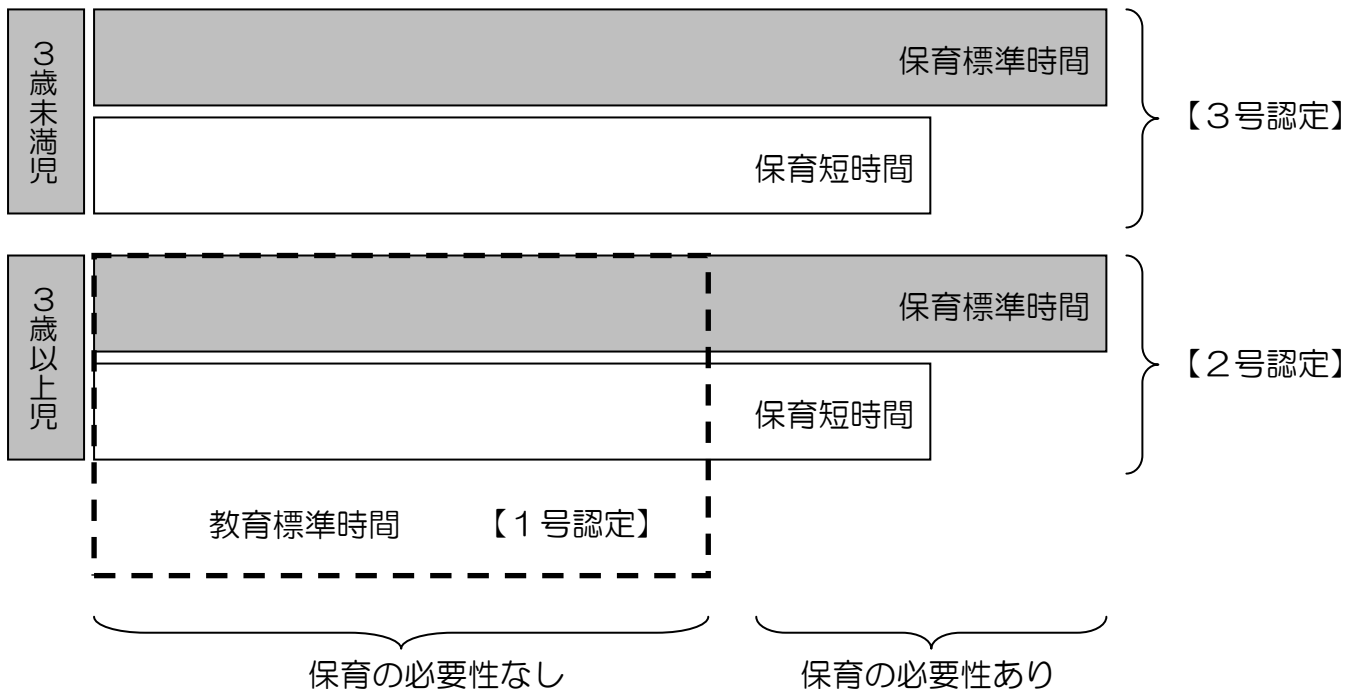 3歳未満児
保育標準時間
保育短時間
【3号認定】
3歳以上児
保育標準時間
保育短時間
【2号認定】
教育標準時間　【1号認定】
保育の必要性なし
保育の必要性あり